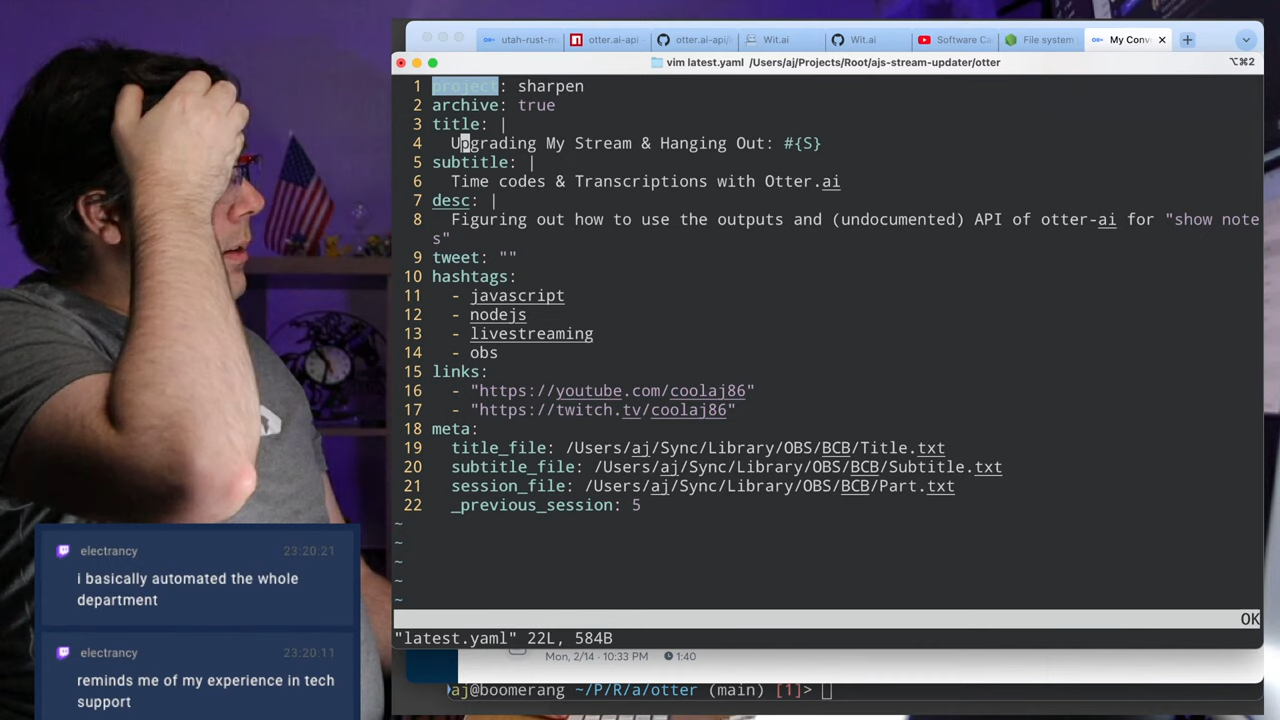 utah-rust-m
otter.ai-api -
otter.ai-api/
Wit.ai
Wit.ai
Software Ca
File system
My Conv
vim latest.yaml /Users/aj/Projects/Root/ajs-stream-updater/otter
⌥⌘2
1 project: sharpen
2 archive: true
3 title: |
4 Upgrading My Stream & Hanging Out: #{S}
5 subtitle: |
6 Time codes & Transcriptions with Otter.ai
7 desc: |
8 Figuring out how to use the outputs and (undocumented) API of otter-ai for "show note
s"
9 tweet: ""
10 hashtags:
11 - javascript
12 - nodejs
13 - livestreaming
14 - obs
15 links:
16 - "https://youtube.com/coolaj86"
17 - "https://twitch.tv/coolaj86"
18 meta:
19 title_file: /Users/aj/Sync/Library/OBS/BCB/Title.txt
20 subtitle_file: /Users/aj/Sync/Library/OBS/BCB/Subtitle.txt
21 session_file: /Users/aj/Sync/Library/OBS/BCB/Part.txt
22 _previous_session: 5
~
~
~
~
~
OK
"latest.yaml" 22L, 584B
Mon, 2/14 · 10:33 PM 1:40
aj@boomerang ~/P/R/a/otter (main) [1]>
electrancy 23:20:21
i basically automated the whole
department
electrancy 23:20:11
reminds me of my experience in tech
support